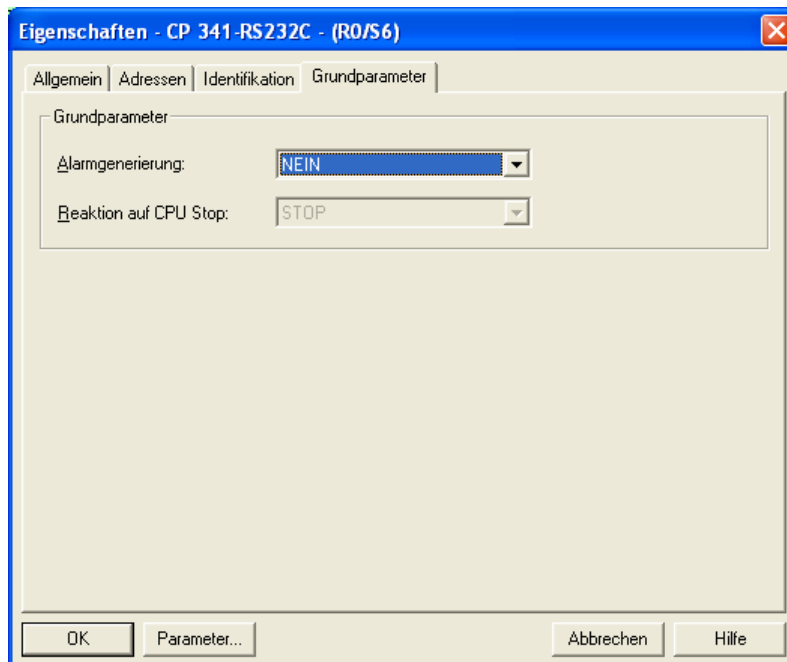 Eigenschaften - CP 341-RS232C - (R0/S6)
Allgemein Adressen Identifikation Grundparameter
Grundparameter
Alarmgenerierung: NEIN
Reaktion auf CPU Stop: STOP
OK Parameter... Abbrechen Hilfe